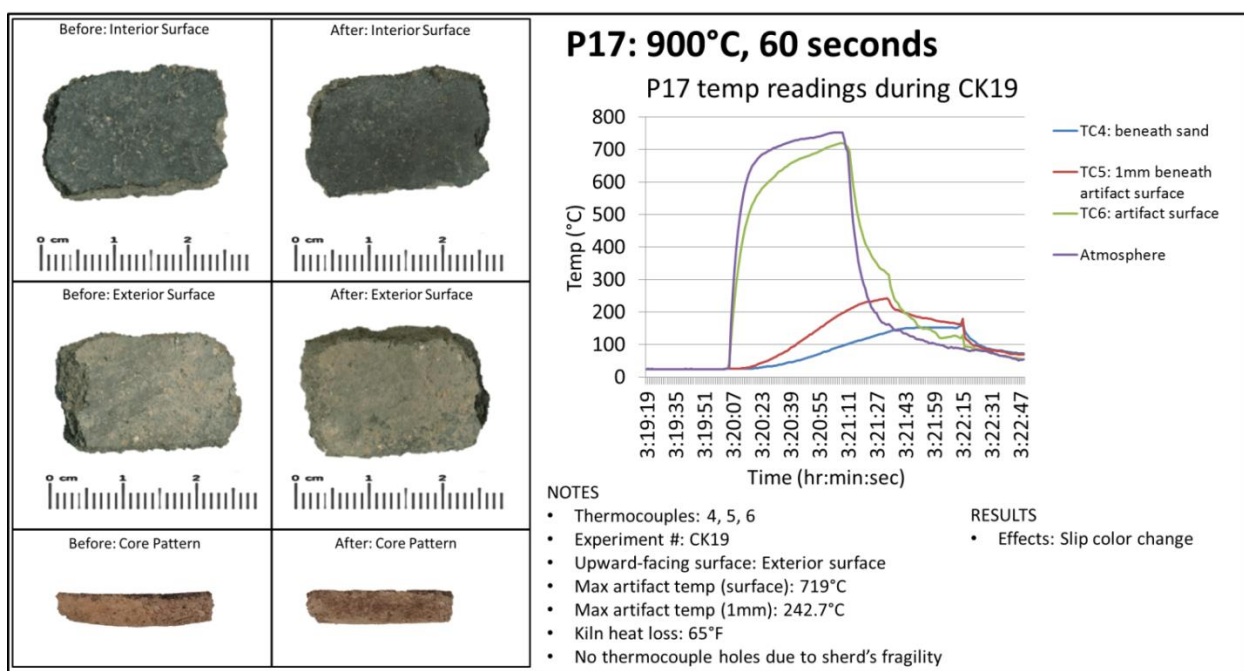 Before: Interior Surface
After: Interior Surface
0 cm 1 2
0 cm 1 2
Before: Exterior Surface
After: Exterior Surface
0 cm 1 2
0 cm 1 2
Before: Core Pattern
After: Core Pattern
P17: 900°C, 60 seconds
P17 temp readings during CK19
Temp (°C)
800
700
600
500
400
300
200
100
0
3:19:19
3:19:35
3:19:51
3:20:07
3:20:23
3:20:39
3:20:55
3:21:11
3:21:27
3:21:43
3:21:59
3:22:15
3:22:31
3:22:47
Time (hr:min:sec)
TC4: beneath sand
TC5: 1mm beneath
artifact surface
TC6: artifact surface
Atmosphere
NOTES
• Thermocouples: 4, 5, 6
• Experiment #: CK19
• Upward-facing surface: Exterior surface
• Max artifact temp (surface): 719°C
• Max artifact temp (1mm): 242.7°C
• Kiln heat loss: 65°F
• No thermocouple holes due to sherd's fragility
RESULTS
• Effects: Slip color change